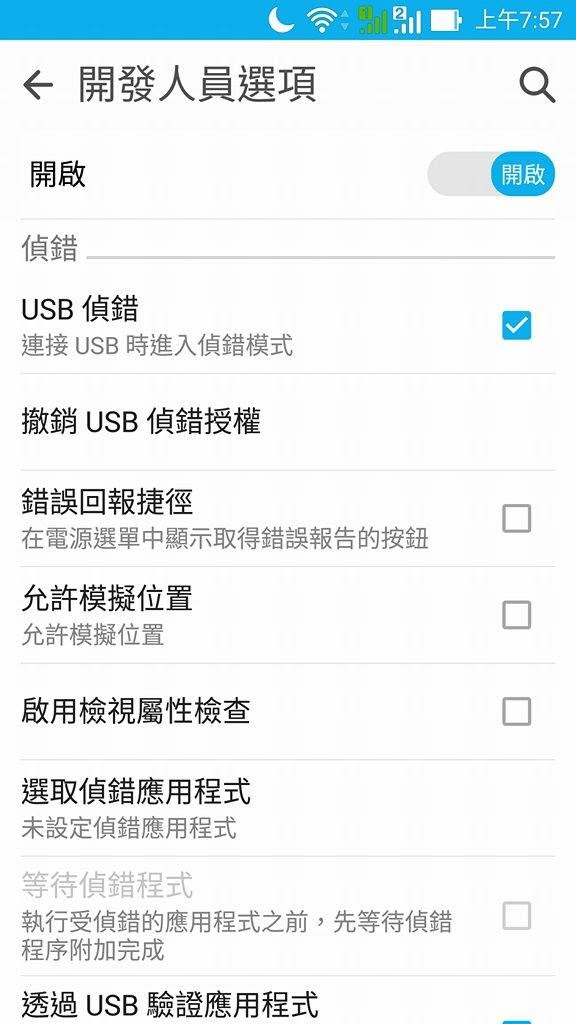 1 2 上午7:57
開發人員選項
開啟 開啟
偵錯
USB 偵錯
連接 USB 時進入偵錯模式
撤銷 USB 偵錯授權
錯誤回報捷徑
在電源選單中顯示取得錯誤報告的按鈕
允許模擬位置
允許模擬位置
啟用檢視屬性檢查
選取偵錯應用程式
未設定偵錯應用程式
等待偵錯程式
執行受偵錯的應用程式之前，先等待偵錯
程序附加完成
透過 USB 驗證應用程式